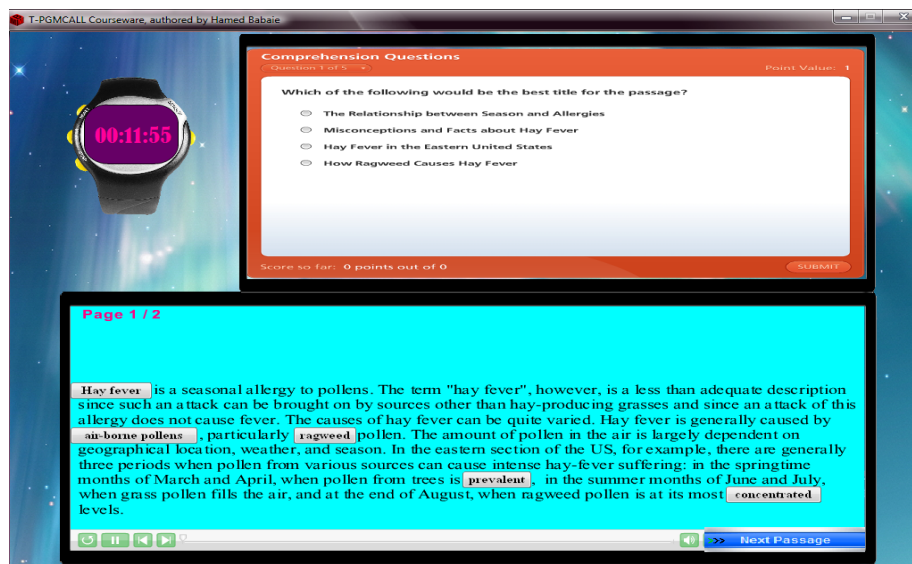 T-PGMCALL Courseware, authored by Hamed Babaie
00:11:55
Comprehension Questions
Question 1 of 5
Point Value: 1
Which of the following would be the best title for the passage?
The Relationship between Season and Allergies
Misconceptions and Facts about Hay Fever
Hay Fever in the Eastern United States
How Ragweed Causes Hay Fever
Score so far: 0 points out of 0
SUBMIT
Page 1 / 2
Hay fever is a seasonal allergy to pollens. The term "hay fever", however, is a less than adequate description
since such an attack can be brought on by sources other than hay-producing grasses and since an attack of this
allergy does not cause fever. The causes of hay fever can be quite varied. Hay fever is generally caused by
air-borne pollens , particularly ragweed pollen. The amount of pollen in the air is largely dependent on
geographical location, weather, and season. In the eastern section of the US, for example, there are generally
three periods when pollen from various sources can cause intense hay-fever suffering: in the springtime
months of March and April, when pollen from trees is prevalent , in the summer months of June and July,
when grass pollen fills the air, and at the end of August, when ragweed pollen is at its most concentrated
levels.
Next Passage